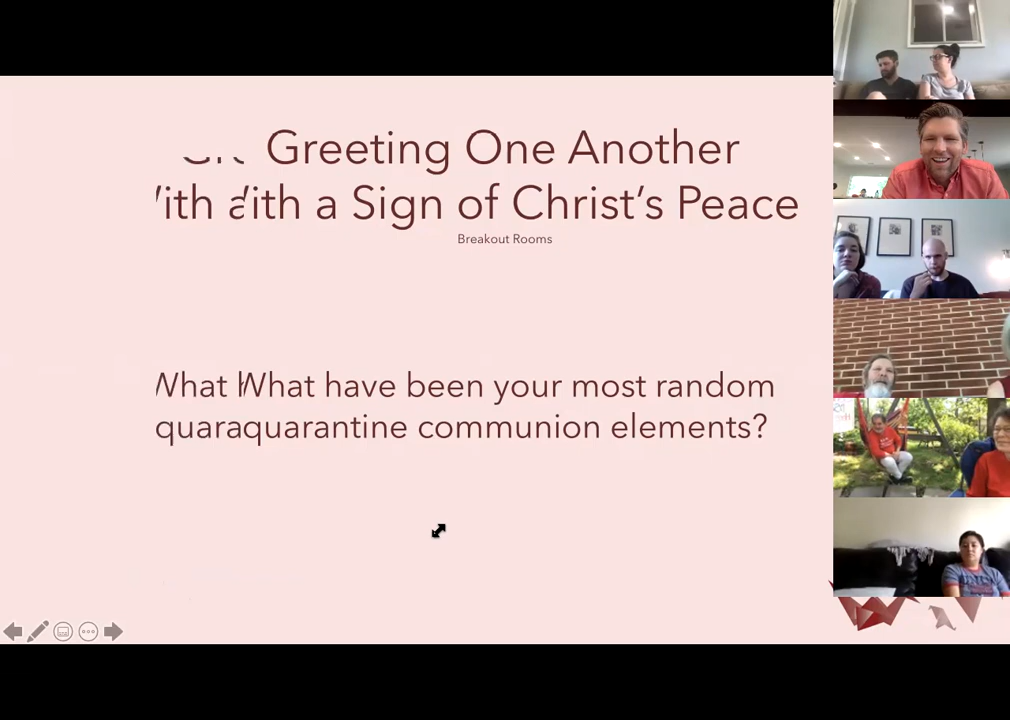 Greeting One Another
'ith a'ith a Sign of Christ's Peace
Breakout Rooms
What h What have been your most random
quaraquarantine communion elements?